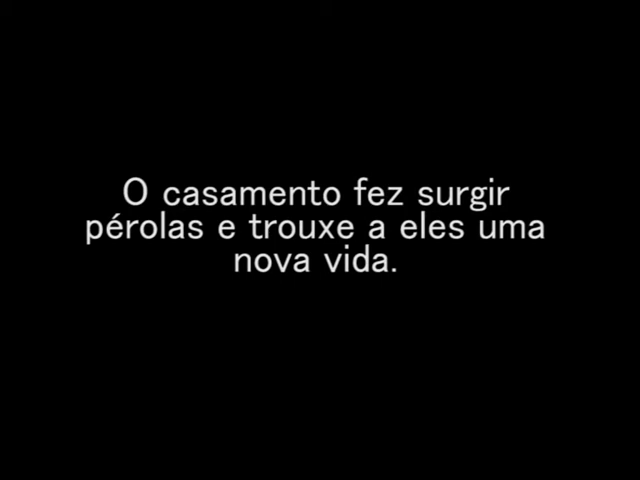 O casamento fez surgir
pérolas e trouxe a eles uma
nova vida.